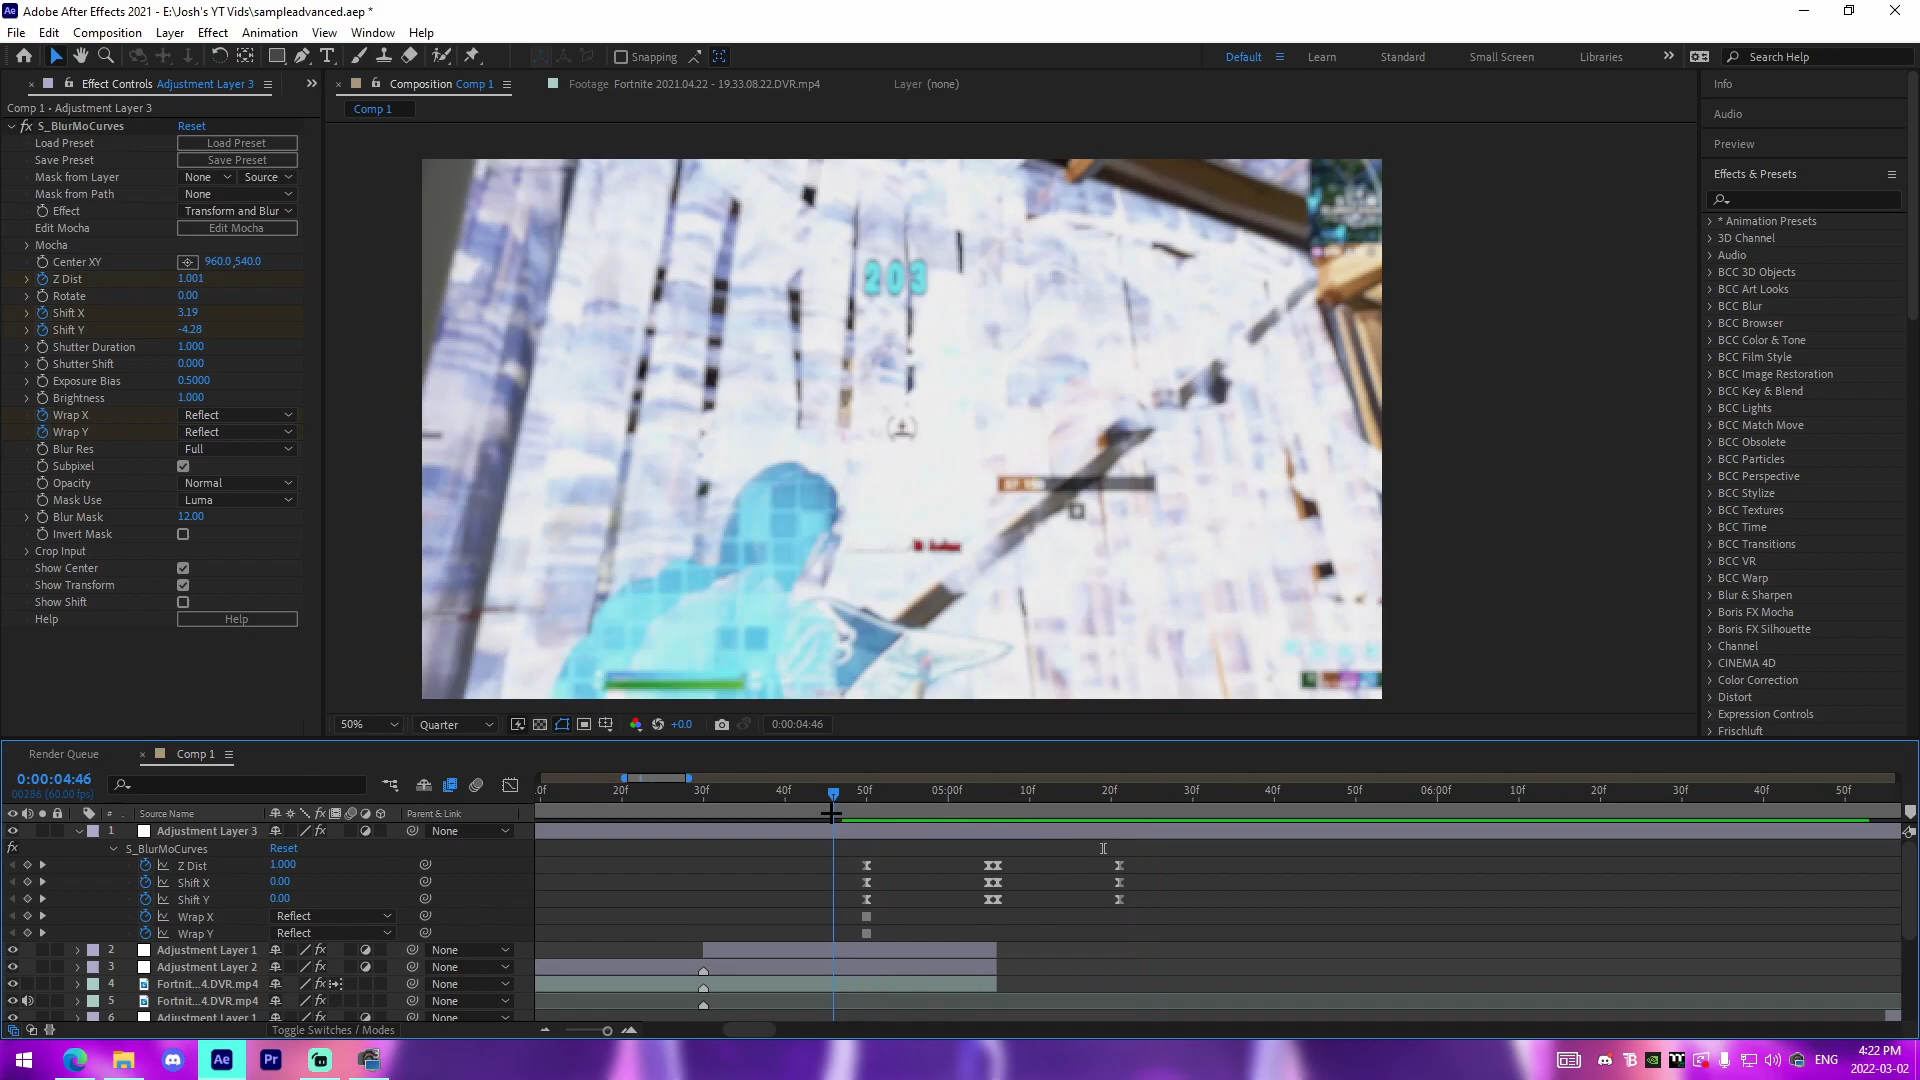 Adobe After Effects 2021 - E:\Josh's YT Vids\sampleadvanced.aep *
File Edit Composition Layer Effect Animation View Window Help
Snapping Default Learn Standard Small Screen Libraries Search Help
Effect Controls Adjustment Layer 3
Composition Comp 1
Footage Fortnite 2021.04.22 - 19.33.08.22.DVR.mp4
Layer (none)
Comp 1 • Adjustment Layer 3
Comp 1
S_BlurMoCurves Reset
Load Preset Load Preset
Save Preset Save Preset
Mask from Layer None Source
Mask from Path None
Effect Transform and Blur
Edit Mocha Edit Mocha
Mocha
Center XY 960.0,540.0
Z Dist 1.001
Rotate 0.00
Shift X 3.19
Shift Y -4.28
Shutter Duration 1.000
Shutter Shift 0.000
Exposure Bias 0.5000
Brightness 1.000
Wrap X Reflect
Wrap Y Reflect
Blur Res Full
Subpixel
Opacity Normal
Mask Use Luma
Blur Mask 12.00
Invert Mask
Crop Input
Show Center
Show Transform
Show Shift
Help Help
203
50% Quarter +0.0 0:00:04:46
Info
Audio
Preview
Effects & Presets
* Animation Presets
3D Channel
Audio
BCC 3D Objects
BCC Art Looks
BCC Blur
BCC Browser
BCC Color & Tone
BCC Film Style
BCC Image Restoration
BCC Key & Blend
BCC Lights
BCC Match Move
BCC Obsolete
BCC Particles
BCC Perspective
BCC Stylize
BCC Textures
BCC Time
BCC Transitions
BCC VR
BCC Warp
Blur & Sharpen
Boris FX Mocha
Boris FX Silhouette
Channel
CINEMA 4D
Color Correction
Distort
Expression Controls
Frischluft
Render Queue Comp 1
0:00:04:46
00286 (60.00 fps)
.0f 20f 30f 40f 50f 05:00f 10f 20f 30f 40f 50f 06:00f 10f 20f 30f 40f 50f
# Source Name Parent & Link
1 Adjustment Layer 3 None
S_BlurMoCurves Reset
Z Dist 1.000
Shift X 0.00
Shift Y 0.00
Wrap X Reflect
Wrap Y Reflect
2 Adjustment Layer 1 None
3 Adjustment Layer 2 None
4 Fortnit...4.DVR.mp4 None
5 Fortnit...4.DVR.mp4 None
6 Adjustment Layer 1 None
Toggle Switches / Modes
ENG
4:22 PM
2022-03-02